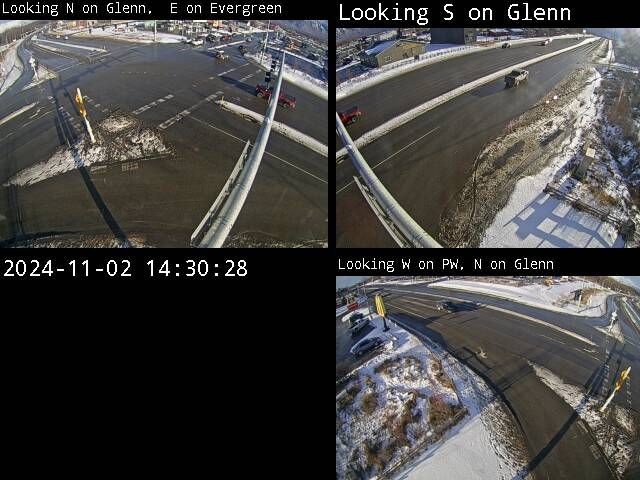 Looking N on Glenn,  E on Evergreen
Looking S on Glenn
2024-11-02 14:30:28
Looking W on PW, N on Glenn